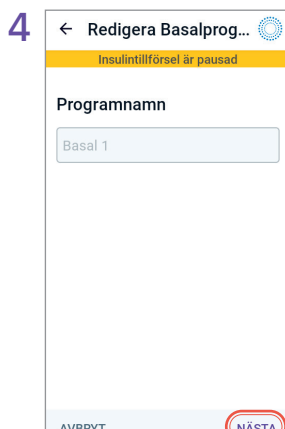 4
← Redigera Basalprog...
Insulintillförsel är pausad
Programnamn
Basal 1
AVBRYT NÄSTA